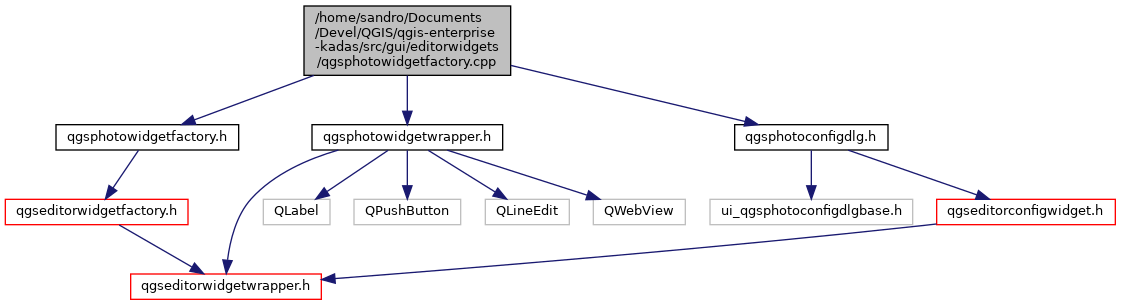 /home/sandro/Documents
/Devel/QGIS/qgis-enterprise
-kadas/src/gui/editorwidgets
/qgsphotowidgetfactory.cpp
qgsphotowidgetfactory.h
qgsphotowidgetwrapper.h
qgsphotoconfigdlg.h
qgseditorwidgetfactory.h
QLabel
QPushButton
QLineEdit
QWebView
ui_qgsphotoconfigdlgbase.h
qgseditorconfigwidget.h
qgseditorwidgetwrapper.h